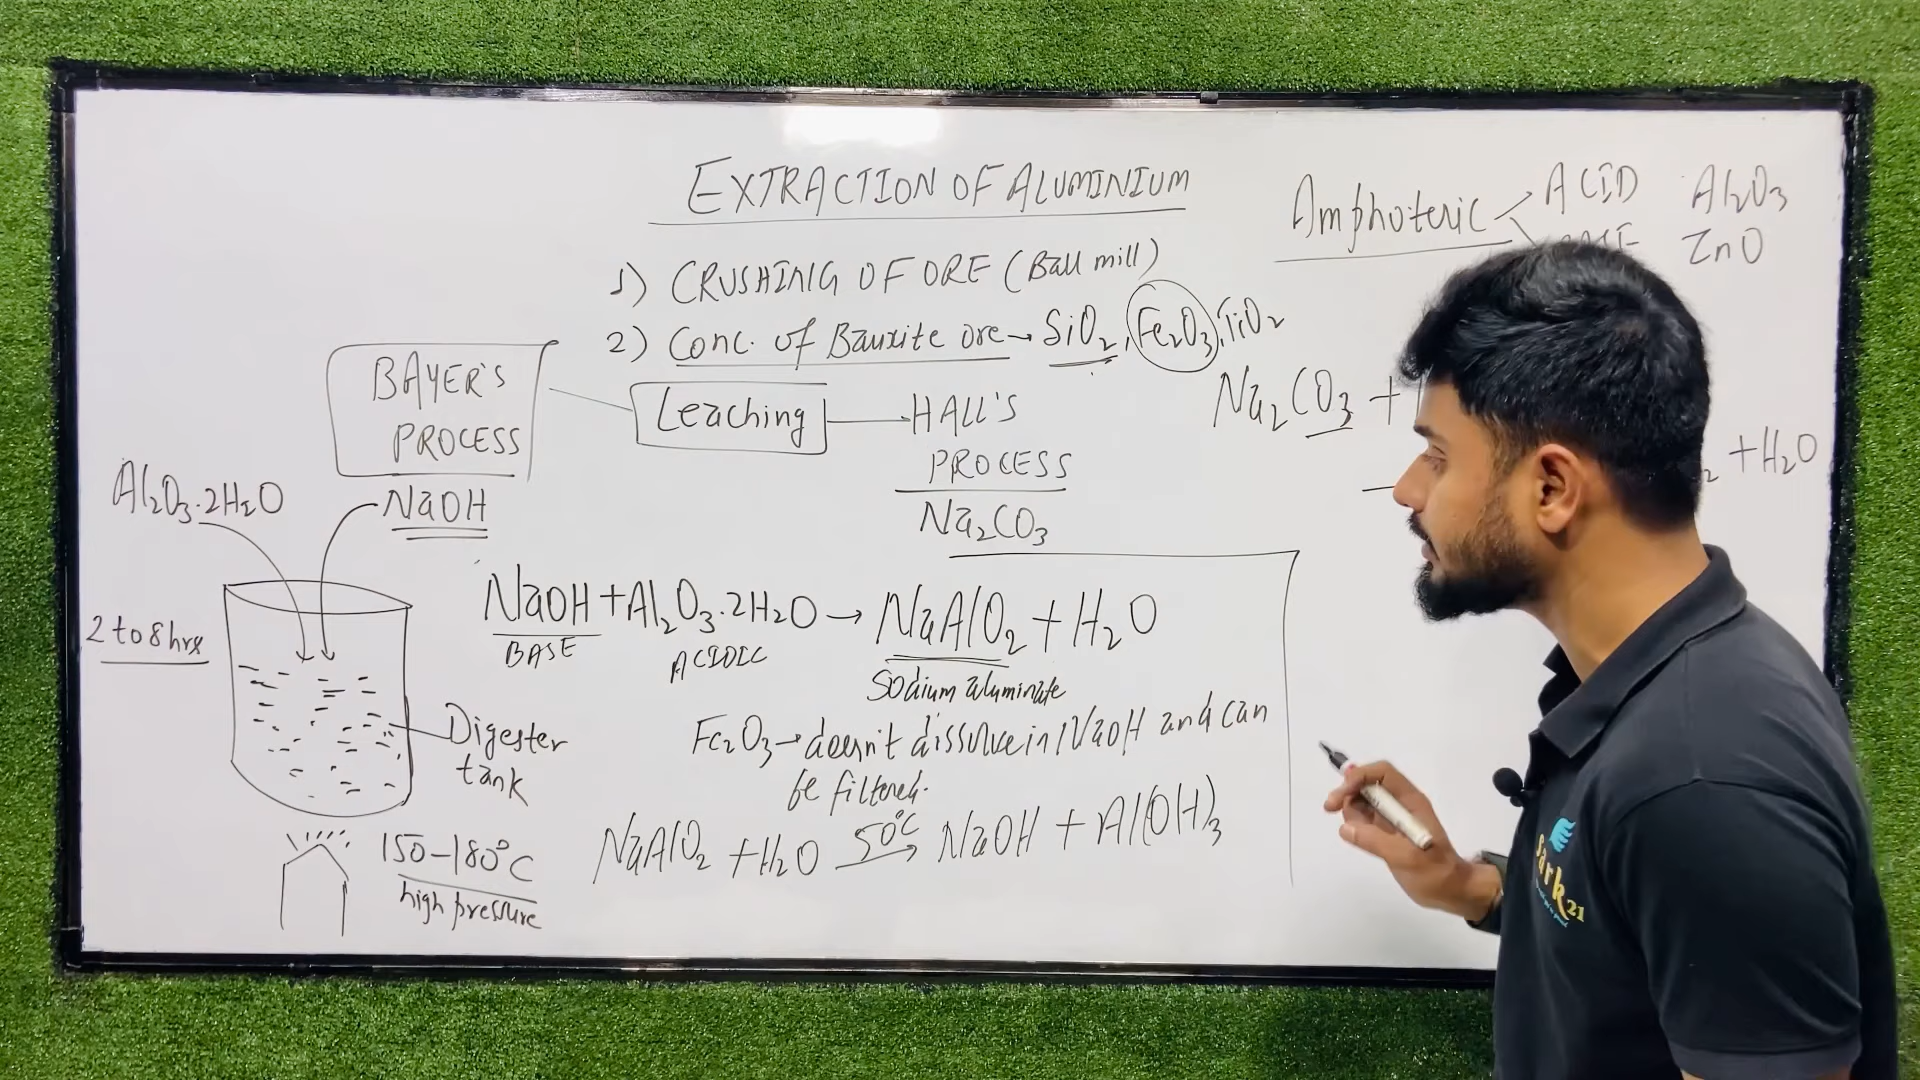 EXTRACTION OF ALUMINIUM
1) CRUSHING OF ORE (Ball mill)
2) Conc. of Bauxite ore → SiO₂, Fe₂O₃, TiO₂
Amphoteric
ACID Al₂O₃
ZnO
BAYER'S
PROCESS
NaOH
Leaching
HALL'S
PROCESS
Na₂CO₃
Na₂CO₃ +
+H₂O
Al₂O₃.2H₂O
2 to 8 hrs
Digester
tank
150-180°C
high pressure
NaOH + Al₂O₃.2H₂O → NaAlO₂ + H₂O
BASE ACIDIC
Sodium aluminate
Fe₂O₃ → doesn't dissolve in NaOH and can
be filtered.
NaAlO₂ + H₂O 50°C → NaOH + Al(OH)₃
Sark
21